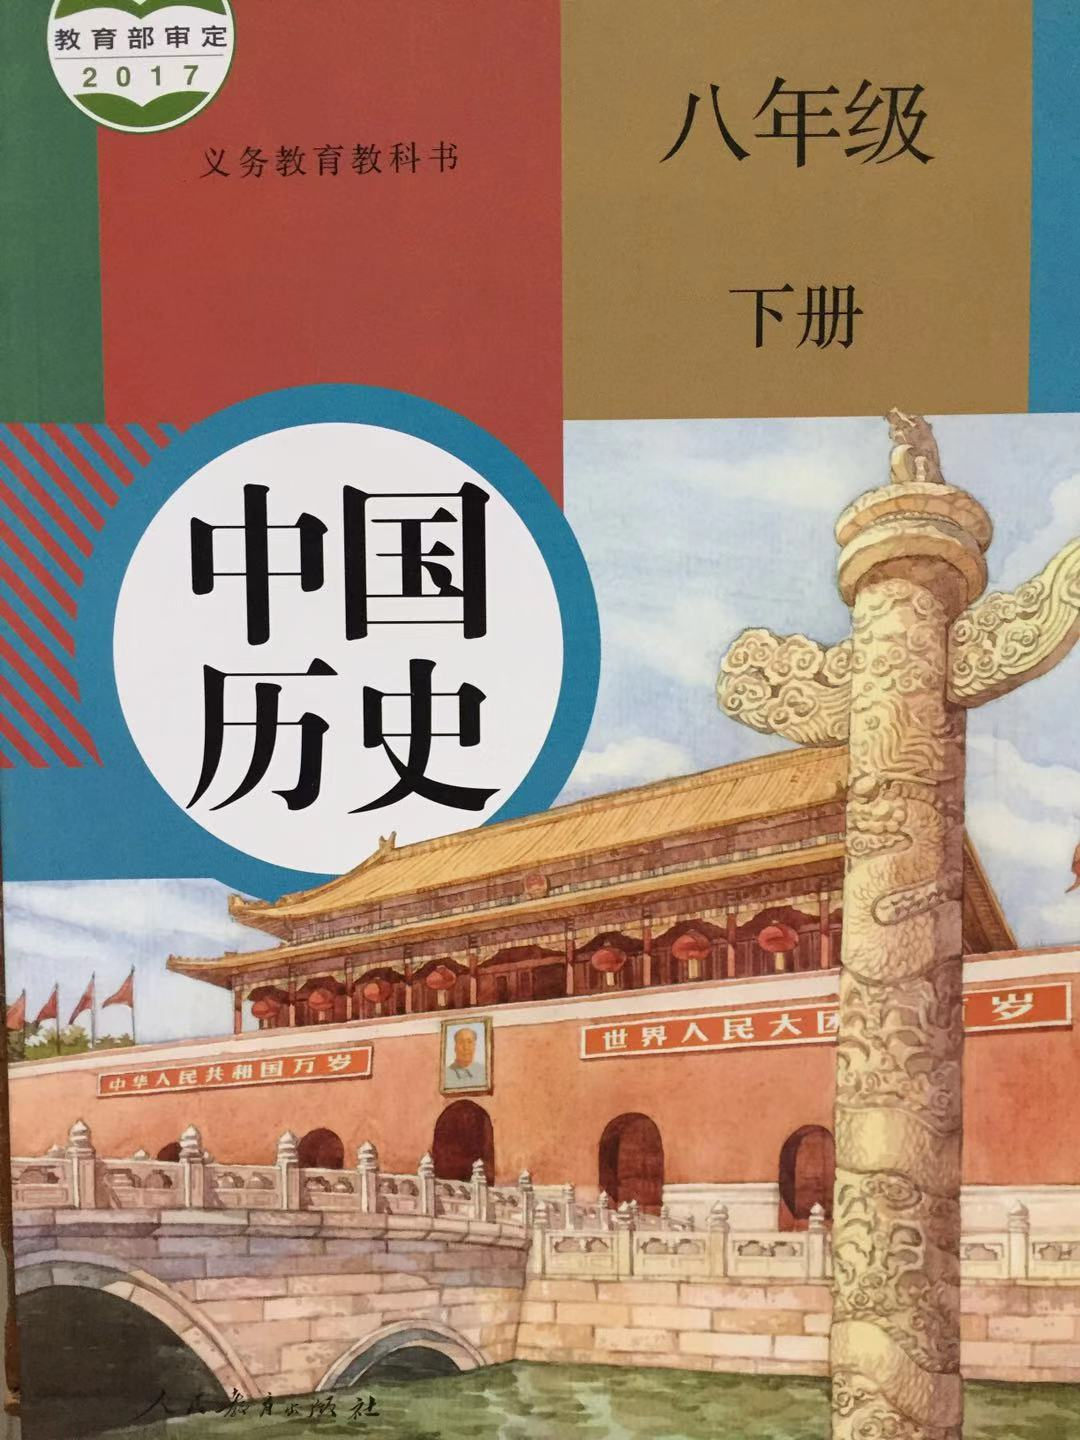 教育部审定
2017
义务教育教科书
八年级
下册
中国
历史
中华人民共和国万岁
世界人民大团 万岁
人民教育出版社